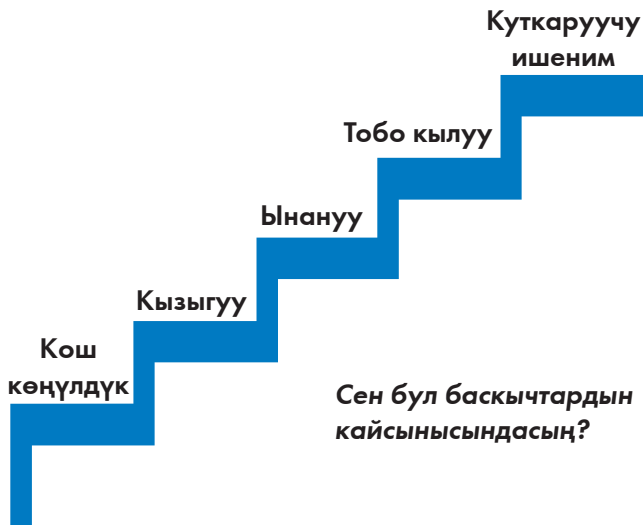 Куткаруучу
ишеним
Тобо кылуу
Ынануу
Кызыгуу
Кош
көңүлдүк
Сен бул баскычтардын
кайсынысындасың?